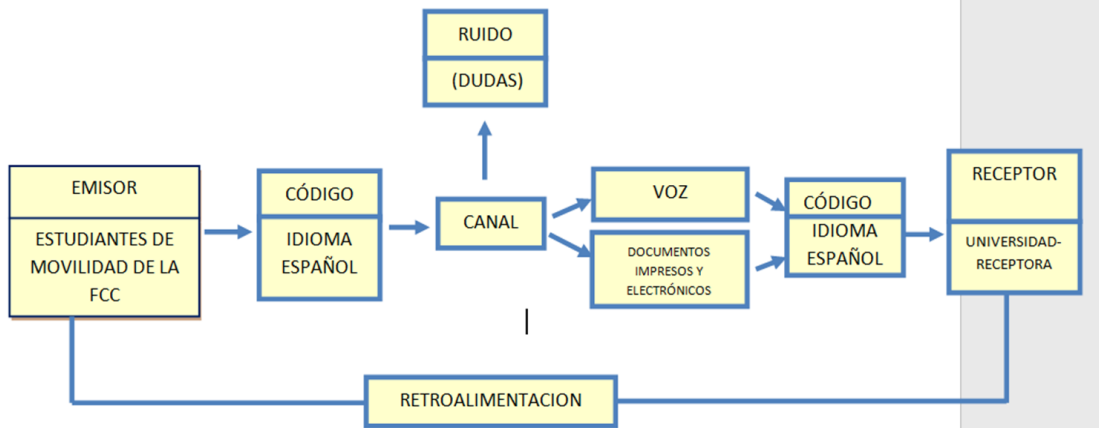 RUIDO
(DUDAS)
EMISOR
ESTUDIANTES DE
MOVILIDAD DE LA
FCC
CÓDIGO
IDIOMA
ESPAÑOL
CANAL
VOZ
DOCUMENTOS
IMPRESOS Y
ELECTRÓNICOS
CÓDIGO
IDIOMA
ESPAÑOL
RECEPTOR
UNIVERSIDAD-
RECEPTORA
RETROALIMENTACION